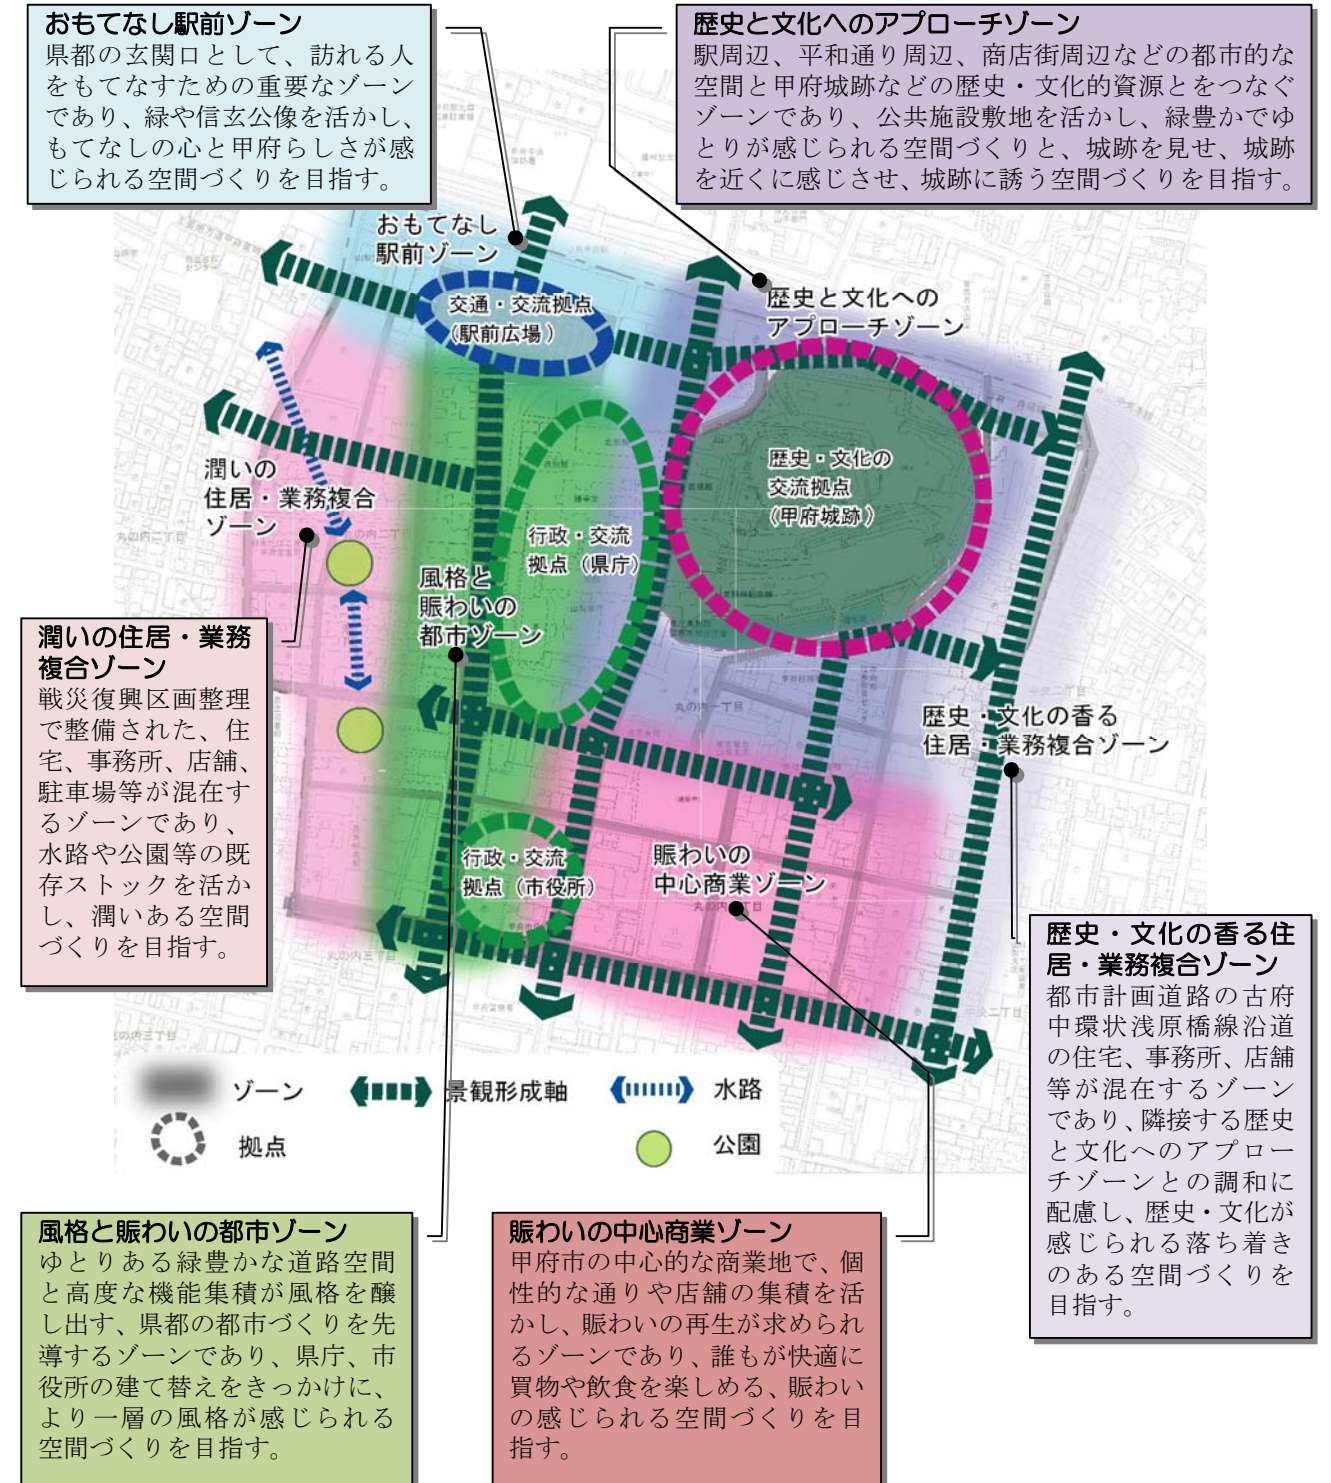 おもてなし駅前ゾーン
県都の玄関口として、訪れる人
をもてなすための重要なゾーン
であり、緑や信玄公像を活かし、
もてなしの心と甲府らしさが感
じられる空間づくりを目指す。
歴史と文化へのアプローチゾーン
駅周辺、平和通り周辺、商店街周辺などの都市的な
空間と甲府城跡などの歴史・文化的資源とをつなぐ
ゾーンであり、公共施設敷地を活かし、緑豊かでゆ
とりが感じられる空間づくりと、城跡を見せ、城跡
を近くに感じさせ、城跡に誘う空間づくりを目指す。
おもてなし
駅前ゾーン
交通・交流拠点
(駅前広場)
歴史と文化への
アプローチゾーン
歴史・文化の
交流拠点
(甲府城跡)
潤いの
住居・業務複合
ゾーン
行政・交流
拠点（県庁）
風格と
賑わいの
都市ゾーン
丸の内一丁目
歴史・文化の香る
住居・業務複合ゾーン
行政・交流
拠点（市役所）
賑わいの
中心商業ゾーン
潤いの住居・業務
複合ゾーン
戦災復興区画整理
で整備された、住
宅、事務所、店舗、
駐車場等が混在す
るゾーンであり、
水路や公園等の既
存ストックを活か
し、潤いある空間
づくりを目指す。
歴史・文化の香る住
居・業務複合ゾーン
都市計画道路の古府
中環状浅原橋線沿道
の住宅、事務所、店舗
等が混在するゾーン
であり、隣接する歴史
と文化へのアプロー
チゾーンとの調和に
配慮し、歴史・文化が
感じられる落ち着き
のある空間づくりを
目指す。
ゾーン
景観形成軸
水路
拠点
公園
風格と賑わいの都市ゾーン
ゆとりある緑豊かな道路空間
と高度な機能集積が風格を醸
し出す、県都の都市づくりを先
導するゾーンであり、県庁、市
役所の建て替えをきっかけに、
より一層の風格が感じられる
空間づくりを目指す。
賑わいの中心商業ゾーン
甲府市の中心的な商業地で、個
性的な通りや店舗の集積を活
かし、賑わいの再生が求められ
るゾーンであり、誰もが快適に
買物や飲食を楽しめる、賑わい
の感じられる空間づくりを目
指す。